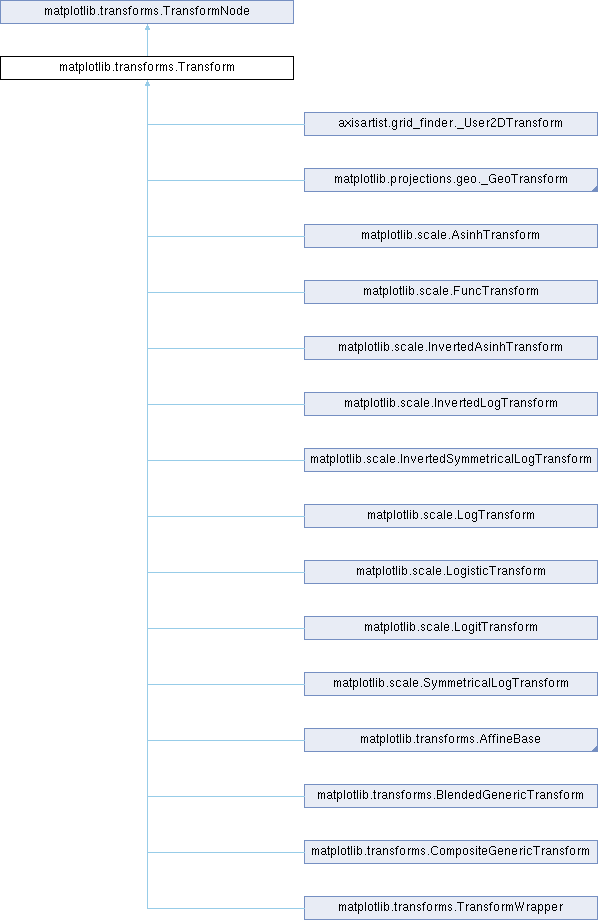 matplotlib.transforms.TransformNode
matplotlib.transforms.Transform
axisartist.grid_finder._User2DTransform
matplotlib.projections.geo._GeoTransform
matplotlib.scale.AsinhTransform
matplotlib.scale.FuncTransform
matplotlib.scale.InvertedAsinhTransform
matplotlib.scale.InvertedLogTransform
matplotlib.scale.InvertedSymmetricalLogTransform
matplotlib.scale.LogTransform
matplotlib.scale.LogisticTransform
matplotlib.scale.LogitTransform
matplotlib.scale.SymmetricalLogTransform
matplotlib.transforms.AffineBase
matplotlib.transforms.BlendedGenericTransform
matplotlib.transforms.CompositeGenericTransform
matplotlib.transforms.TransformWrapper